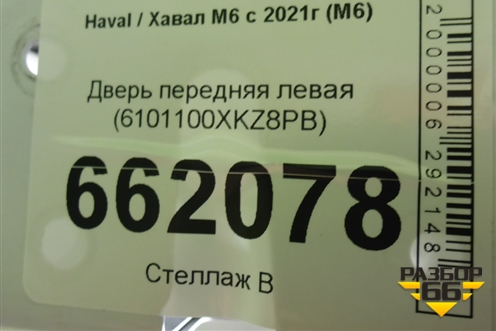 Haval / Хавал М6 с 2021г (М6)
Дверь передняя левая
(6101100XKZ8PB)
662078
Стеллаж В
2000006292148
РАЗБОР
66